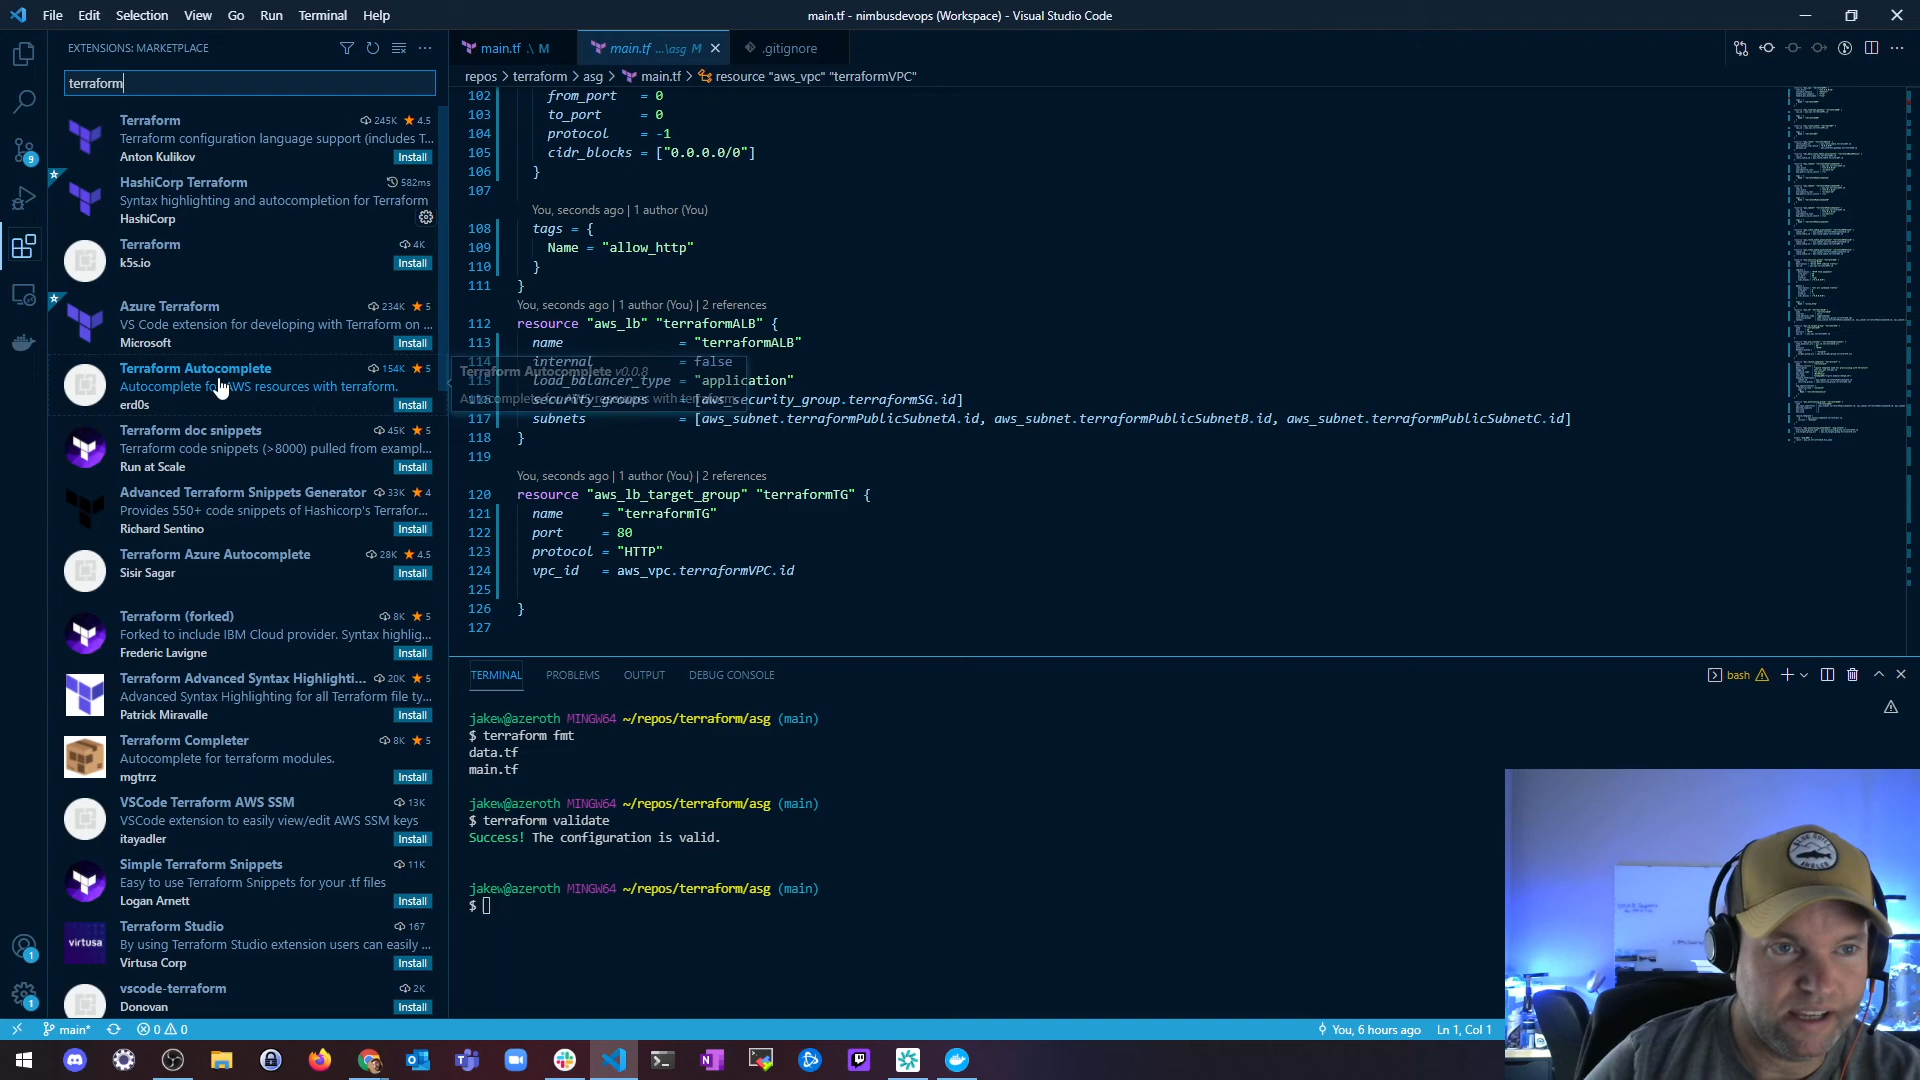 File Edit Selection View Go Run Terminal Help
main.tf - nimbusdevops (Workspace) - Visual Studio Code
EXTENSIONS: MARKETPLACE
terraform
Terraform 245K 4.5
Terraform configuration language support (includes T...
Anton Kulikov Install
HashiCorp Terraform 582ms
Syntax highlighting and autocompletion for Terraform
HashiCorp
Terraform 4K
k5s.io Install
Azure Terraform 234K 5
VS Code extension for developing with Terraform on ...
Microsoft Install
Terraform Autocomplete 154K 5
Autocomplete for AWS resources with terraform.
erd0s Install
Terraform doc snippets 45K 5
Terraform code snippets (>8000) pulled from exampl...
Run at Scale Install
Advanced Terraform Snippets Generator 33K 4
Provides 550+ code snippets of Hashicorp's Terrafor...
Richard Sentino Install
Terraform Azure Autocomplete 28K 4.5
Sisir Sagar Install
Terraform (forked) 8K 5
Forked to include IBM Cloud provider. Syntax highlig...
Frederic Lavigne Install
Terraform Advanced Syntax Highlighti... 20K 5
Advanced Syntax Highlighting for all Terraform file ty...
Patrick Miravalle Install
Terraform Completer 8K 5
Autocomplete for terraform modules.
mgtrrz Install
VSCode Terraform AWS SSM 13K
VSCode extension to easily view/edit AWS SSM keys
itayadler Install
Simple Terraform Snippets 11K
Easy to use Terraform Snippets for your .tf files
Logan Arnett Install
virtusa
Terraform Studio 167
By using Terraform Studio extension users can easily ...
Virtusa Corp Install
vscode-terraform 2K
Donovan Install
9
1
1
main.tf .\ M main.tf ...\asg M .gitignore
repos > terraform > asg > main.tf > resource "aws_vpc" "terraformVPC"
102 from_port = 0
103 to_port = 0
104 protocol = -1
105 cidr_blocks = ["0.0.0.0/0"]
106 }
107
You, seconds ago | 1 author (You)
108 tags = {
109 Name = "allow_http"
110 }
111 }
You, seconds ago | 1 author (You) | 2 references
112 resource "aws_lb" "terraformALB" {
113 name = "terraformALB"
114 internal = false
Terraform Autocomplete v0.0.8
115 load_balancer_type = "application"
Autocomplete for AWS resources with terraform.
116 security_groups = [aws_security_group.terraformSG.id]
117 subnets = [aws_subnet.terraformPublicSubnetA.id, aws_subnet.terraformPublicSubnetB.id, aws_subnet.terraformPublicSubnetC.id]
118 }
119
You, seconds ago | 1 author (You) | 2 references
120 resource "aws_lb_target_group" "terraformTG" {
121 name = "terraformTG"
122 port = 80
123 protocol = "HTTP"
124 vpc_id = aws_vpc.terraformVPC.id
125
126 }
127
TERMINAL PROBLEMS OUTPUT DEBUG CONSOLE
bash
jakew@azeroth MINGW64 ~/repos/terraform/asg (main)
$ terraform fmt
data.tf
main.tf
jakew@azeroth MINGW64 ~/repos/terraform/asg (main)
$ terraform validate
Success! The configuration is valid.
jakew@azeroth MINGW64 ~/repos/terraform/asg (main)
$
main* 0 0
You, 6 hours ago Ln 1, Col 1